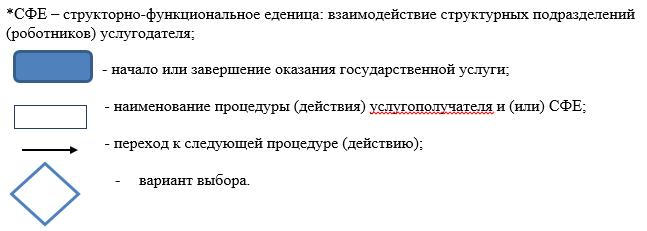 *СФЕ – структорно-функциональное еденица: взаимодействие структурных подразделений
(роботников) услугодателя;
- начало или завершение оказания государственной услуги;
- наименование процедуры (действия) услугополучателя и (или) СФЕ;
- переход к следующей процедуре (действию);
- вариант выбора.